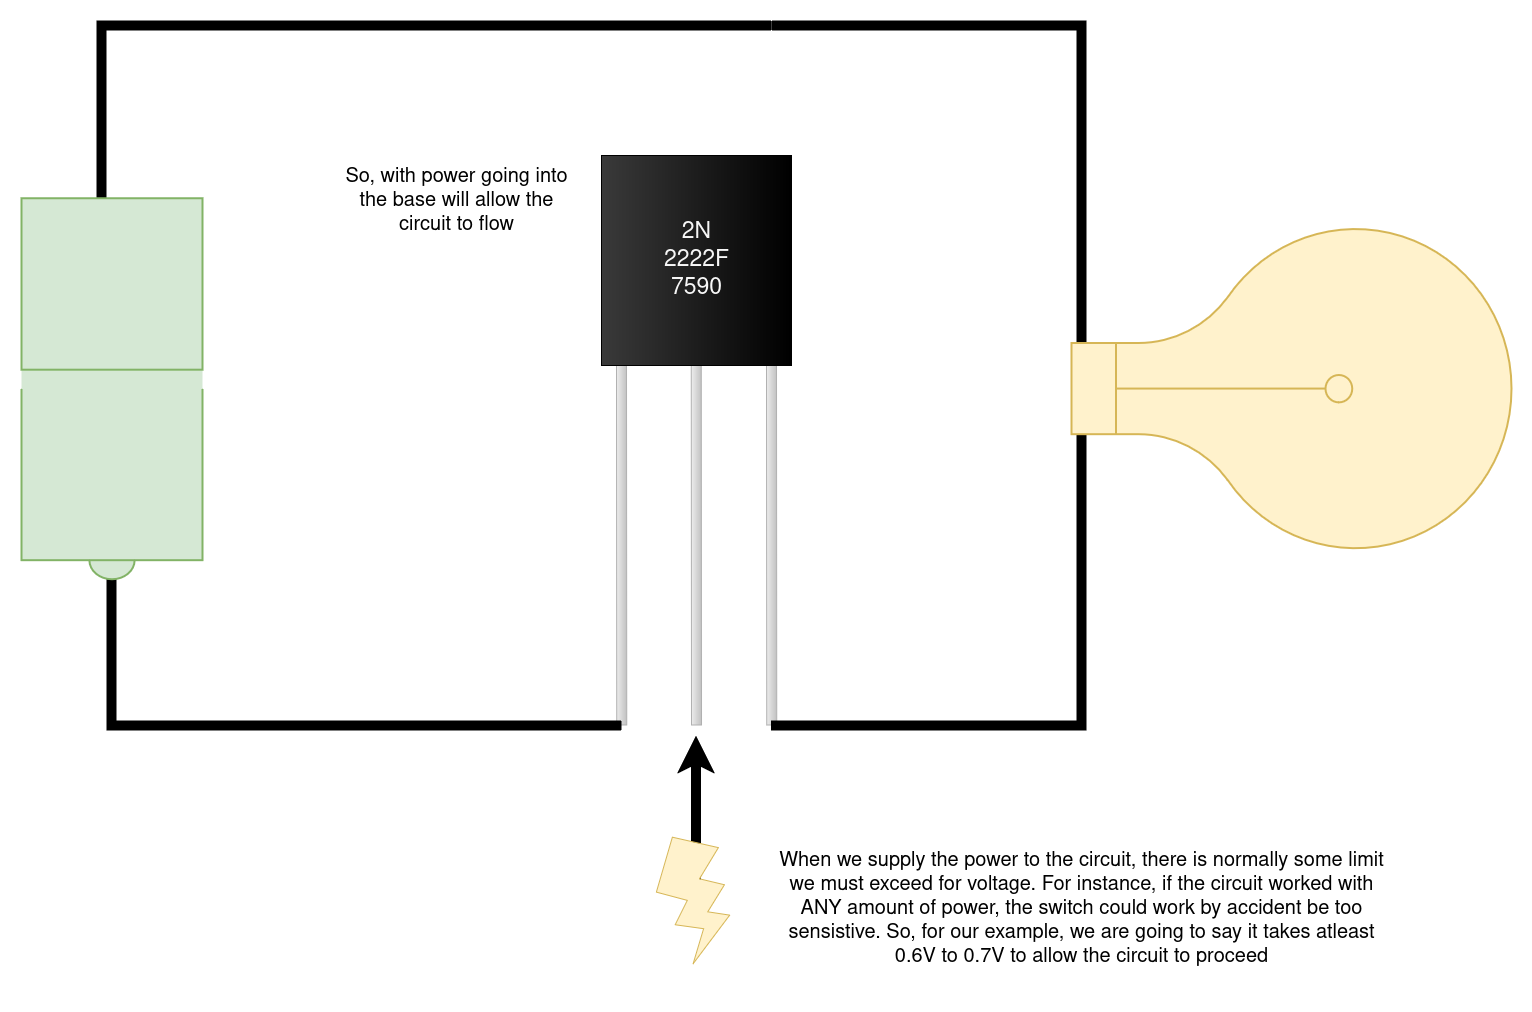 So, with power going into
the base will allow the
circuit to flow
2N
2222F
7590
When we supply the power to the circuit, there is normally some limit
we must exceed for voltage. For instance, if the circuit worked with
ANY amount of power, the switch could work by accident be too
sensistive. So, for our example, we are going to say it takes atleast
0.6V to 0.7V to allow the circuit to proceed